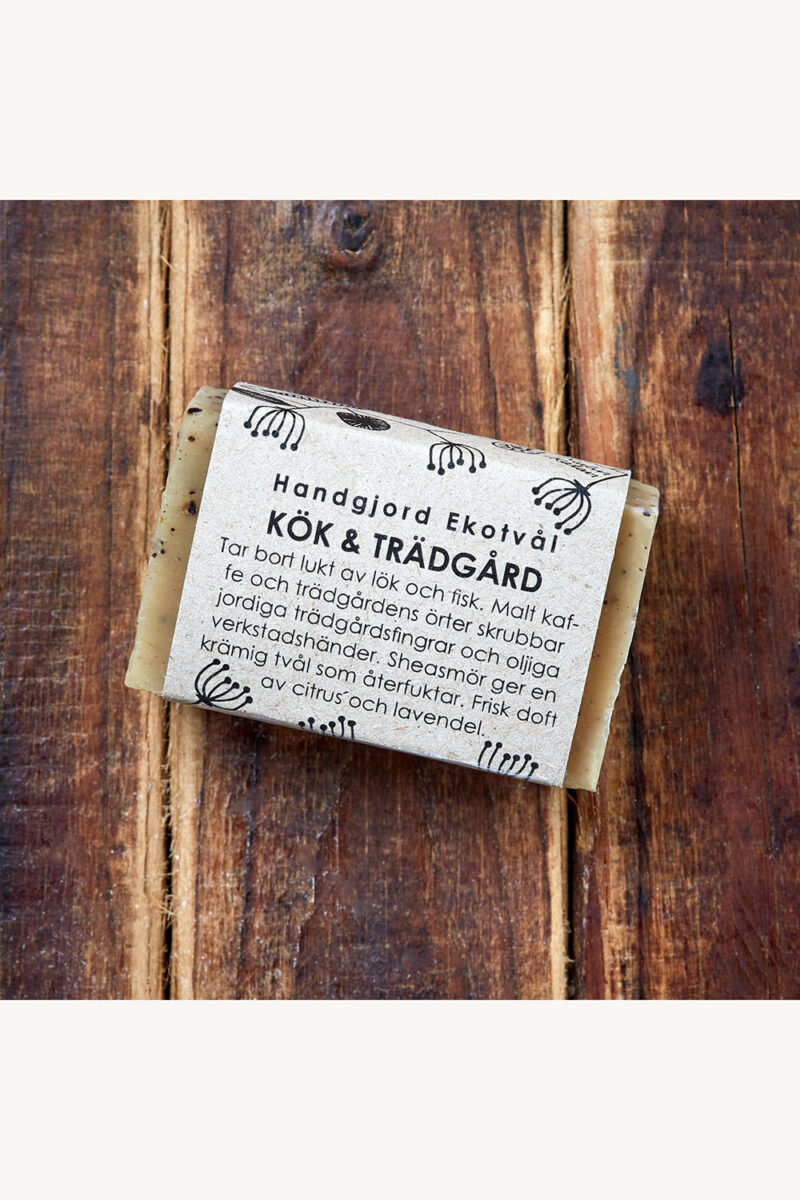 Handgjord Ekotvål
KÖK & TRÄDGÅRD
Tar bort lukt av lök och fisk. Malt kaf-
fe och trädgårdens örter skrubbar
jordiga trädgårdsfingrar och oljiga
verkstadshänder. Sheasmör ger en
krämig tvål som återfuktar. Frisk doft
av citrus och lavendel.